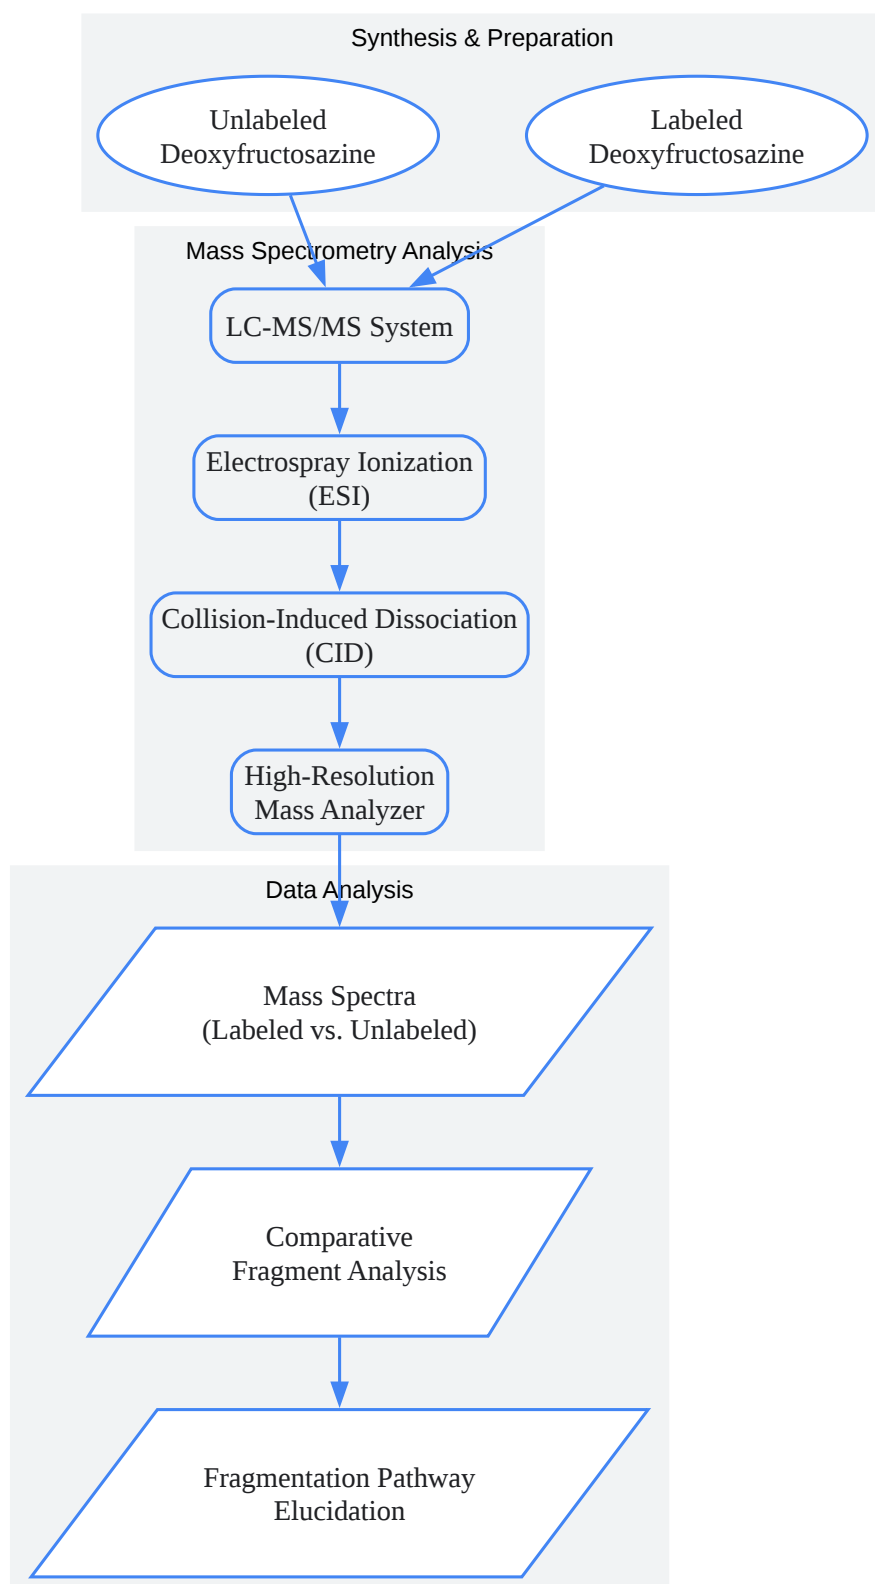 Synthesis & Preparation
Unlabeled
Deoxyfructosazine
Labeled
Deoxyfructosazine
Mass Spectrometry Analysis
LC-MS/MS System
Electrospray Ionization
(ESI)
Collision-Induced Dissociation
(CID)
High-Resolution
Mass Analyzer
Data Analysis
Mass Spectra
(Labeled vs. Unlabeled)
Comparative
Fragment Analysis
Fragmentation Pathway
Elucidation